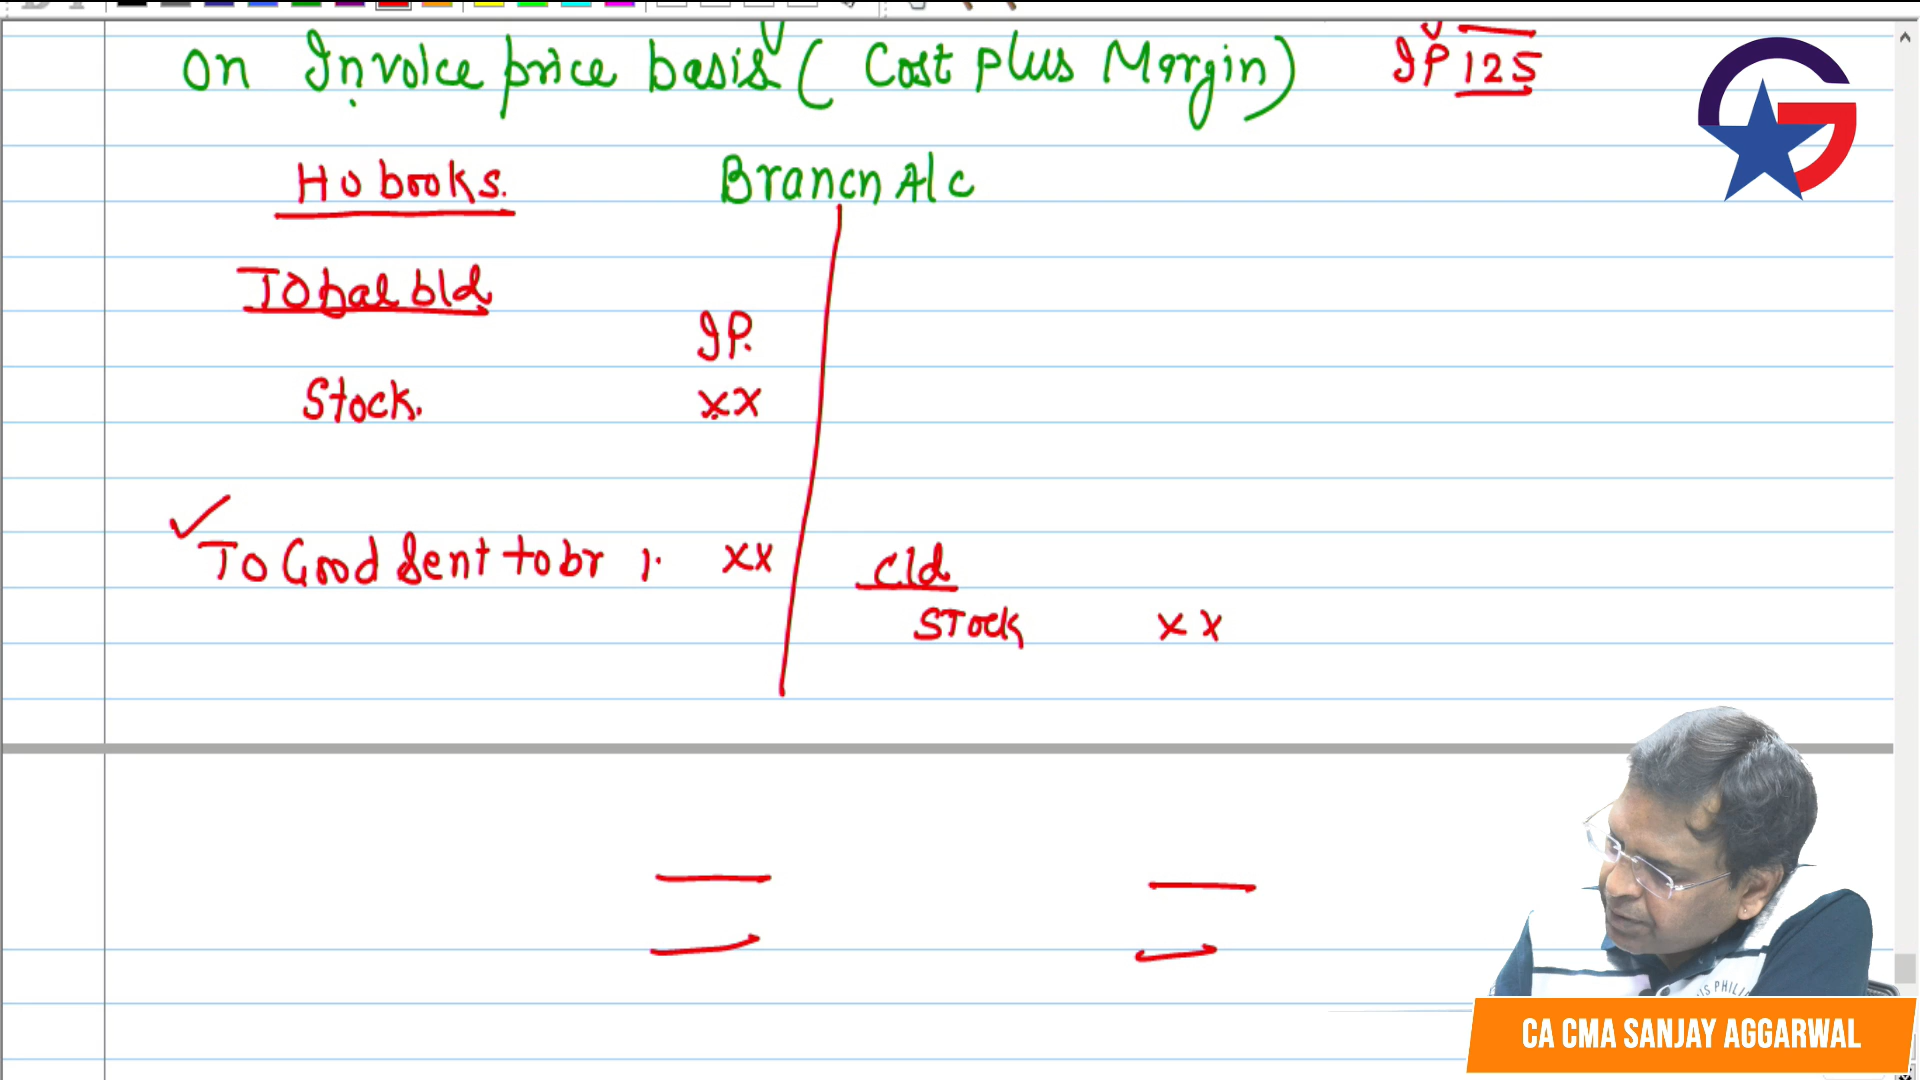 On Invoice price basis ( Cost plus Margin) IP 125
HO books. Branch A/c
To bal b/d
IP.
Stock. xx
To Good Sent to br xx
c/d
Stock xx
CA CMA SANJAY AGGARWAL